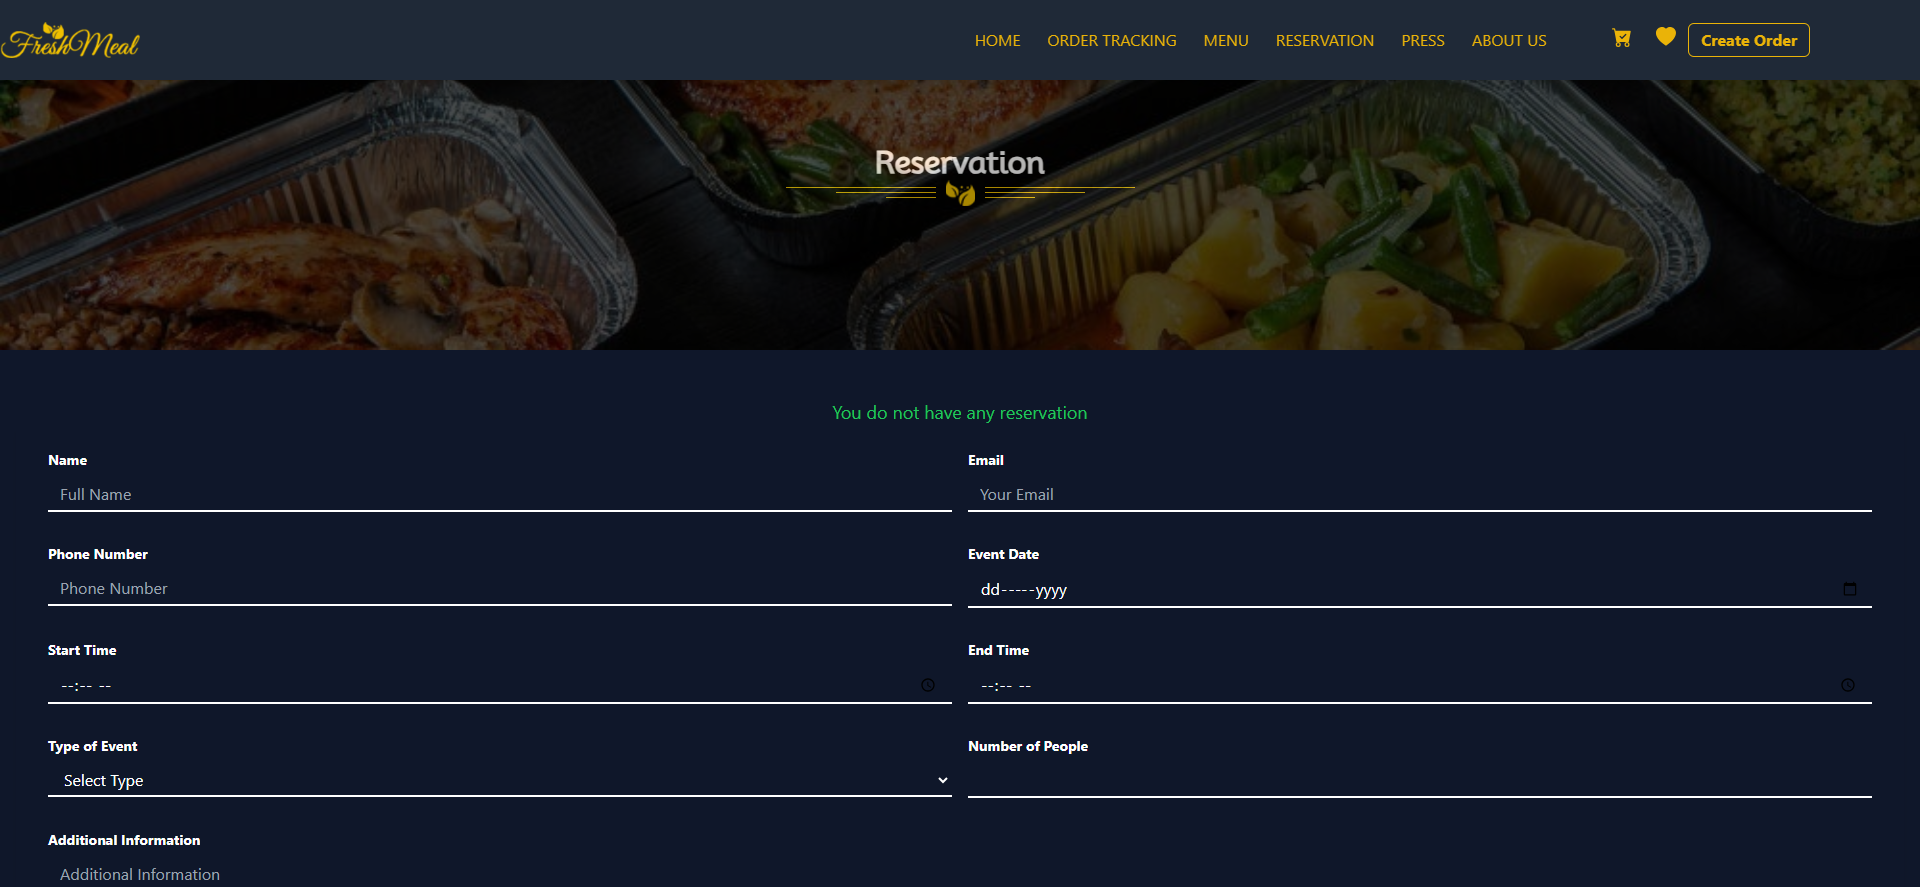 FreshMeal
HOME ORDER TRACKING MENU RESERVATION PRESS ABOUT US Create Order
Reservation
You do not have any reservation
Name Email
Full Name Your Email
Phone Number Event Date
Phone Number dd-----yyyy
Start Time End Time
--:-- -- --:-- --
Type of Event Number of People
Select Type
Additional Information
Additional Information